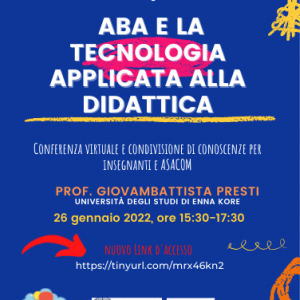 ABA E LA
TECNOLOGIA
APPLICATA ALLA
DIDATTICA
Conferenza virtuale e condivisione di conoscenze per
insegnanti e ASACOM
PROF. GIOVAMBATTISTA PRESTI
UNIVERSITÀ DEGLI STUDI DI ENNA KORE
26 gennaio 2022, ore 15:30-17:30
nuovo link d'accesso
https://tinyurl.com/mrx46kn2